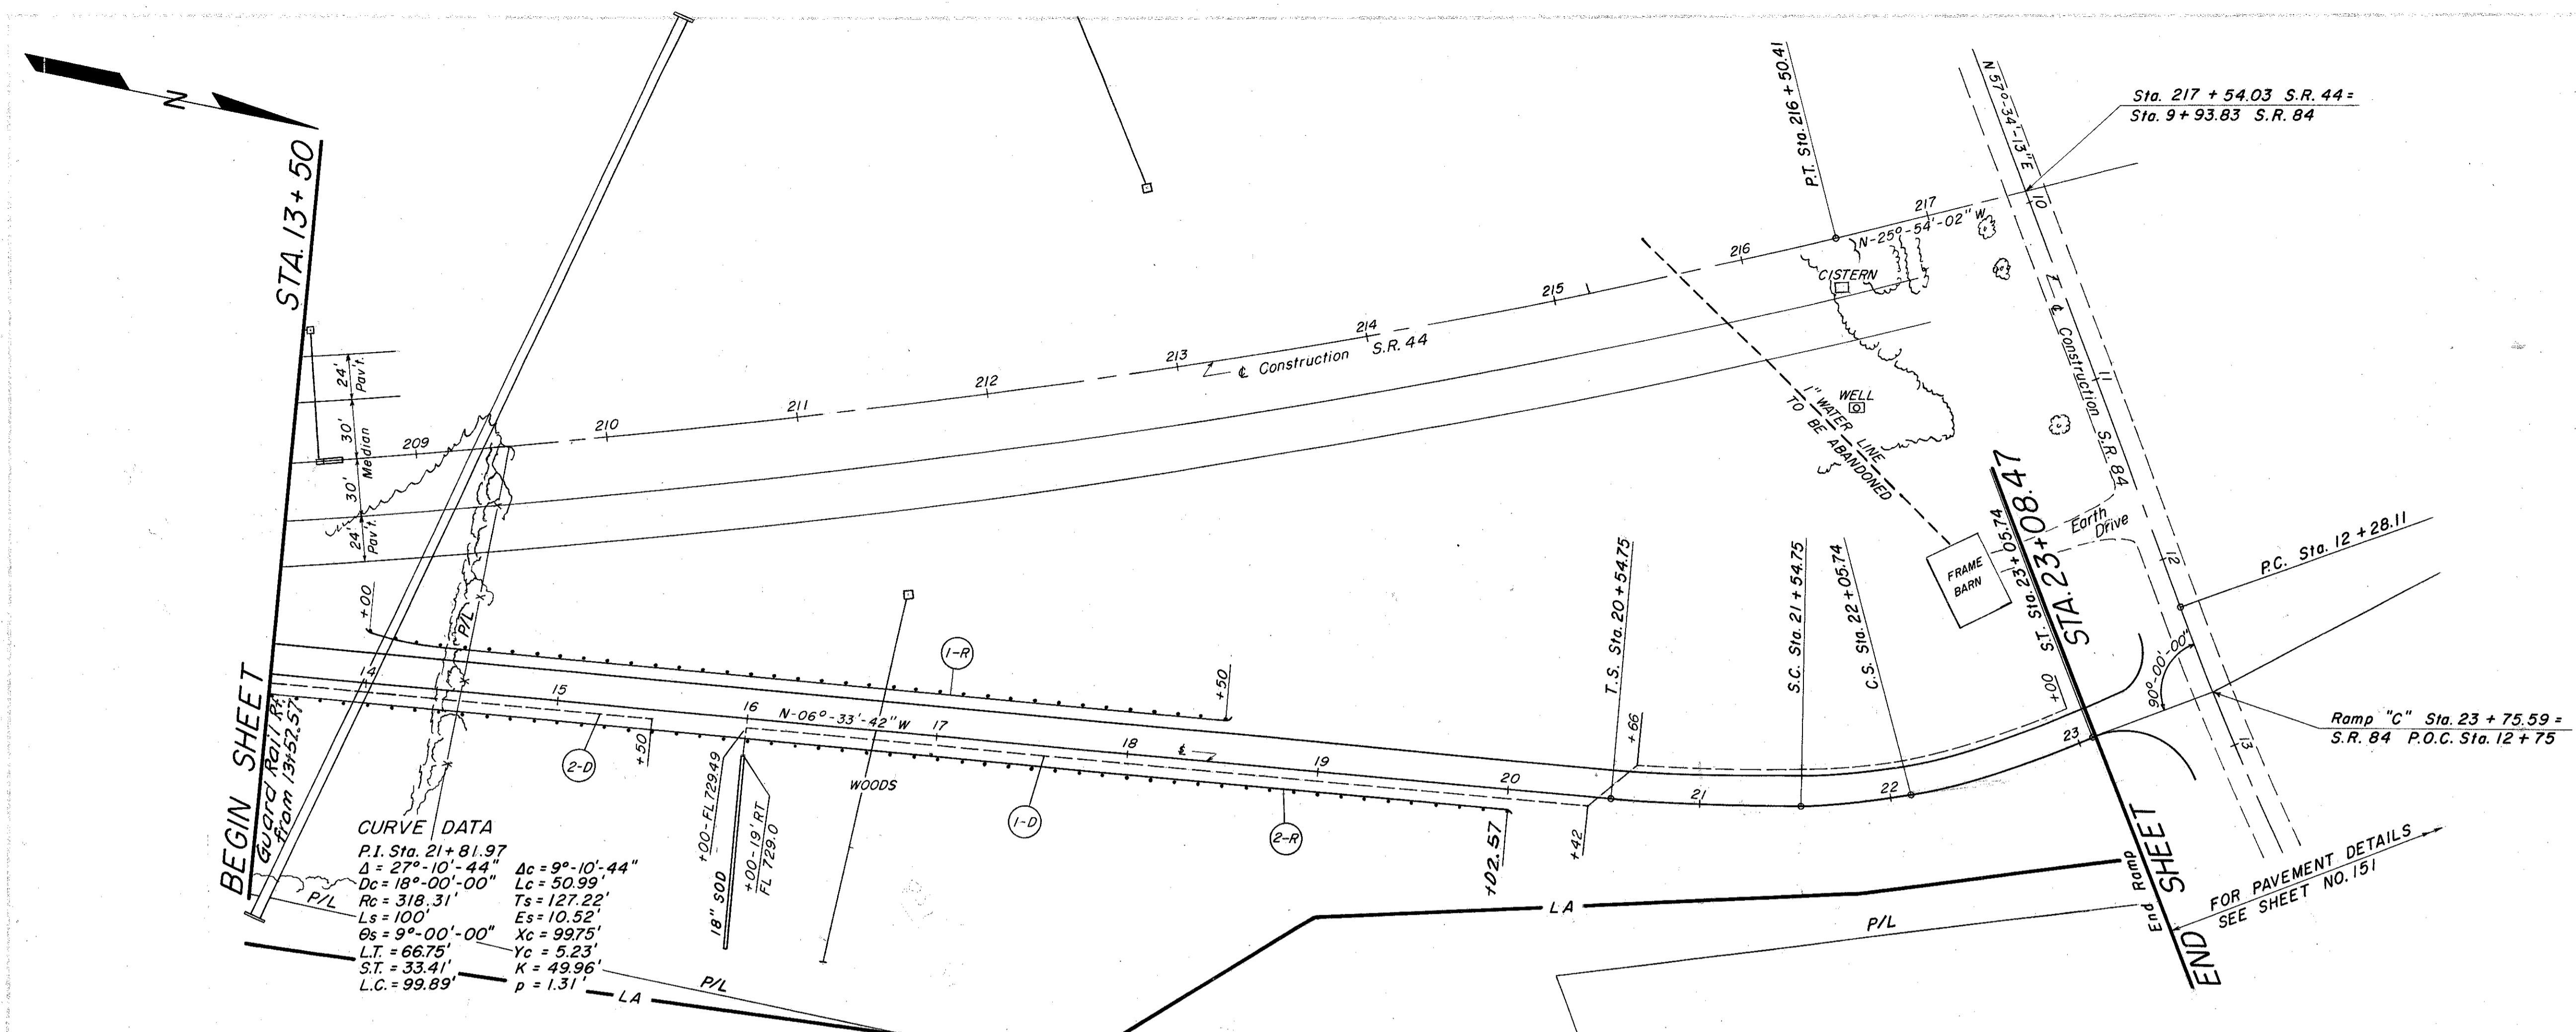 N
BEGIN SHEET STA. 13+50
Guard Rail Rt.
from 13+52.57
24'
Pav't.
30'
Median
30'
24'
Pav't.
209
210
211
212
213
214
215
216
217
℄ Construction S.R. 44
P.T. Sta. 216 + 50.41
N-25°-54'-02" W
CISTERN
WELL
1" WATER LINE
TO BE ABANDONED
N 57°-34'-13"E
Sta. 217 + 54.03 S.R. 44 =
Sta. 9 + 93.83 S.R. 84
10
11
12
13
℄ Construction S.R. 84
Earth
Drive
FRAME
BARN
P.C. Sta. 12 + 28.11
90°-00'-00"
Ramp "C" Sta. 23 + 75.59 =
S.R. 84 P.O.C. Sta. 12 + 75
+00
P/L
14
15
16
17
18
19
20
21
22
23
N-06°-33'-42" W
℄
1-R
2-D
1-D
2-R
+50
+50
+00-FL 729.49
18" SOD
+00-19' RT
FL 729.0
WOODS
+02.57
+42
+66
T.S. Sta. 20 + 54.75
S.C. Sta. 21 + 54.75
C.S. Sta. 22 + 05.74
+00
S.T. Sta. 23 + 05.74
STA. 23+08.47
END SHEET
End Ramp
FOR PAVEMENT DETAILS
SEE SHEET NO. 151
CURVE DATA
P.I. Sta. 21 + 81.97
Δ = 27°-10'-44" Δc = 9°-10'-44"
Dc = 18°-00'-00" Lc = 50.99'
Rc = 318.31' Ts = 127.22'
Ls = 100' Es = 10.52'
Θs = 9°-00'-00" Xc = 99.75'
L.T. = 66.75' Yc = 5.23'
S.T. = 33.41' K = 49.96'
L.C. = 99.89' p = 1.31'
P/L
LA
P/L
LA
P/L